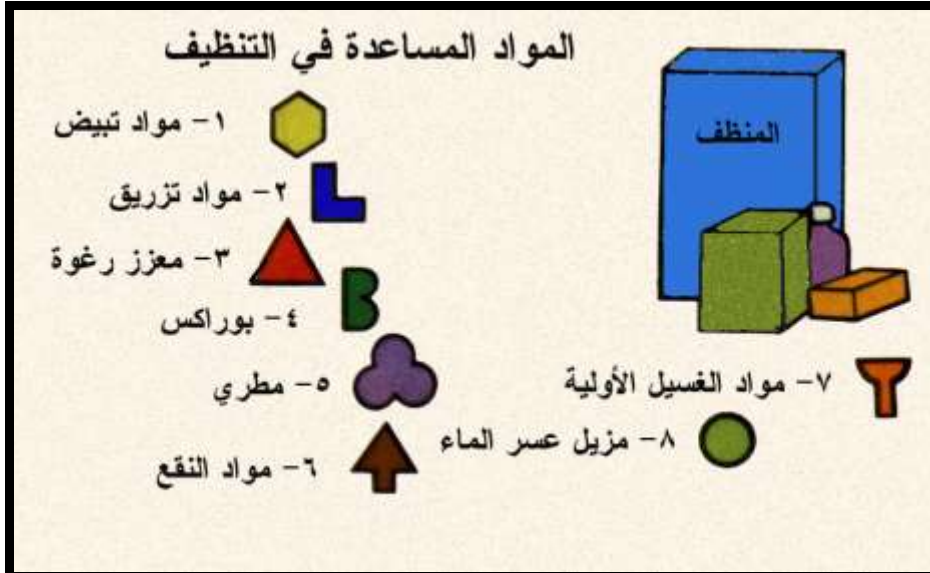 المواد المساعدة في التنظيف
المنظف
١- مواد تبيض
٢- مواد تزريق
٣- معزز رغوة
٤- بوراكس
٥- مطري
٦- مواد النقع
٧- مواد الغسيل الأولية
٨- مزيل عسر الماء